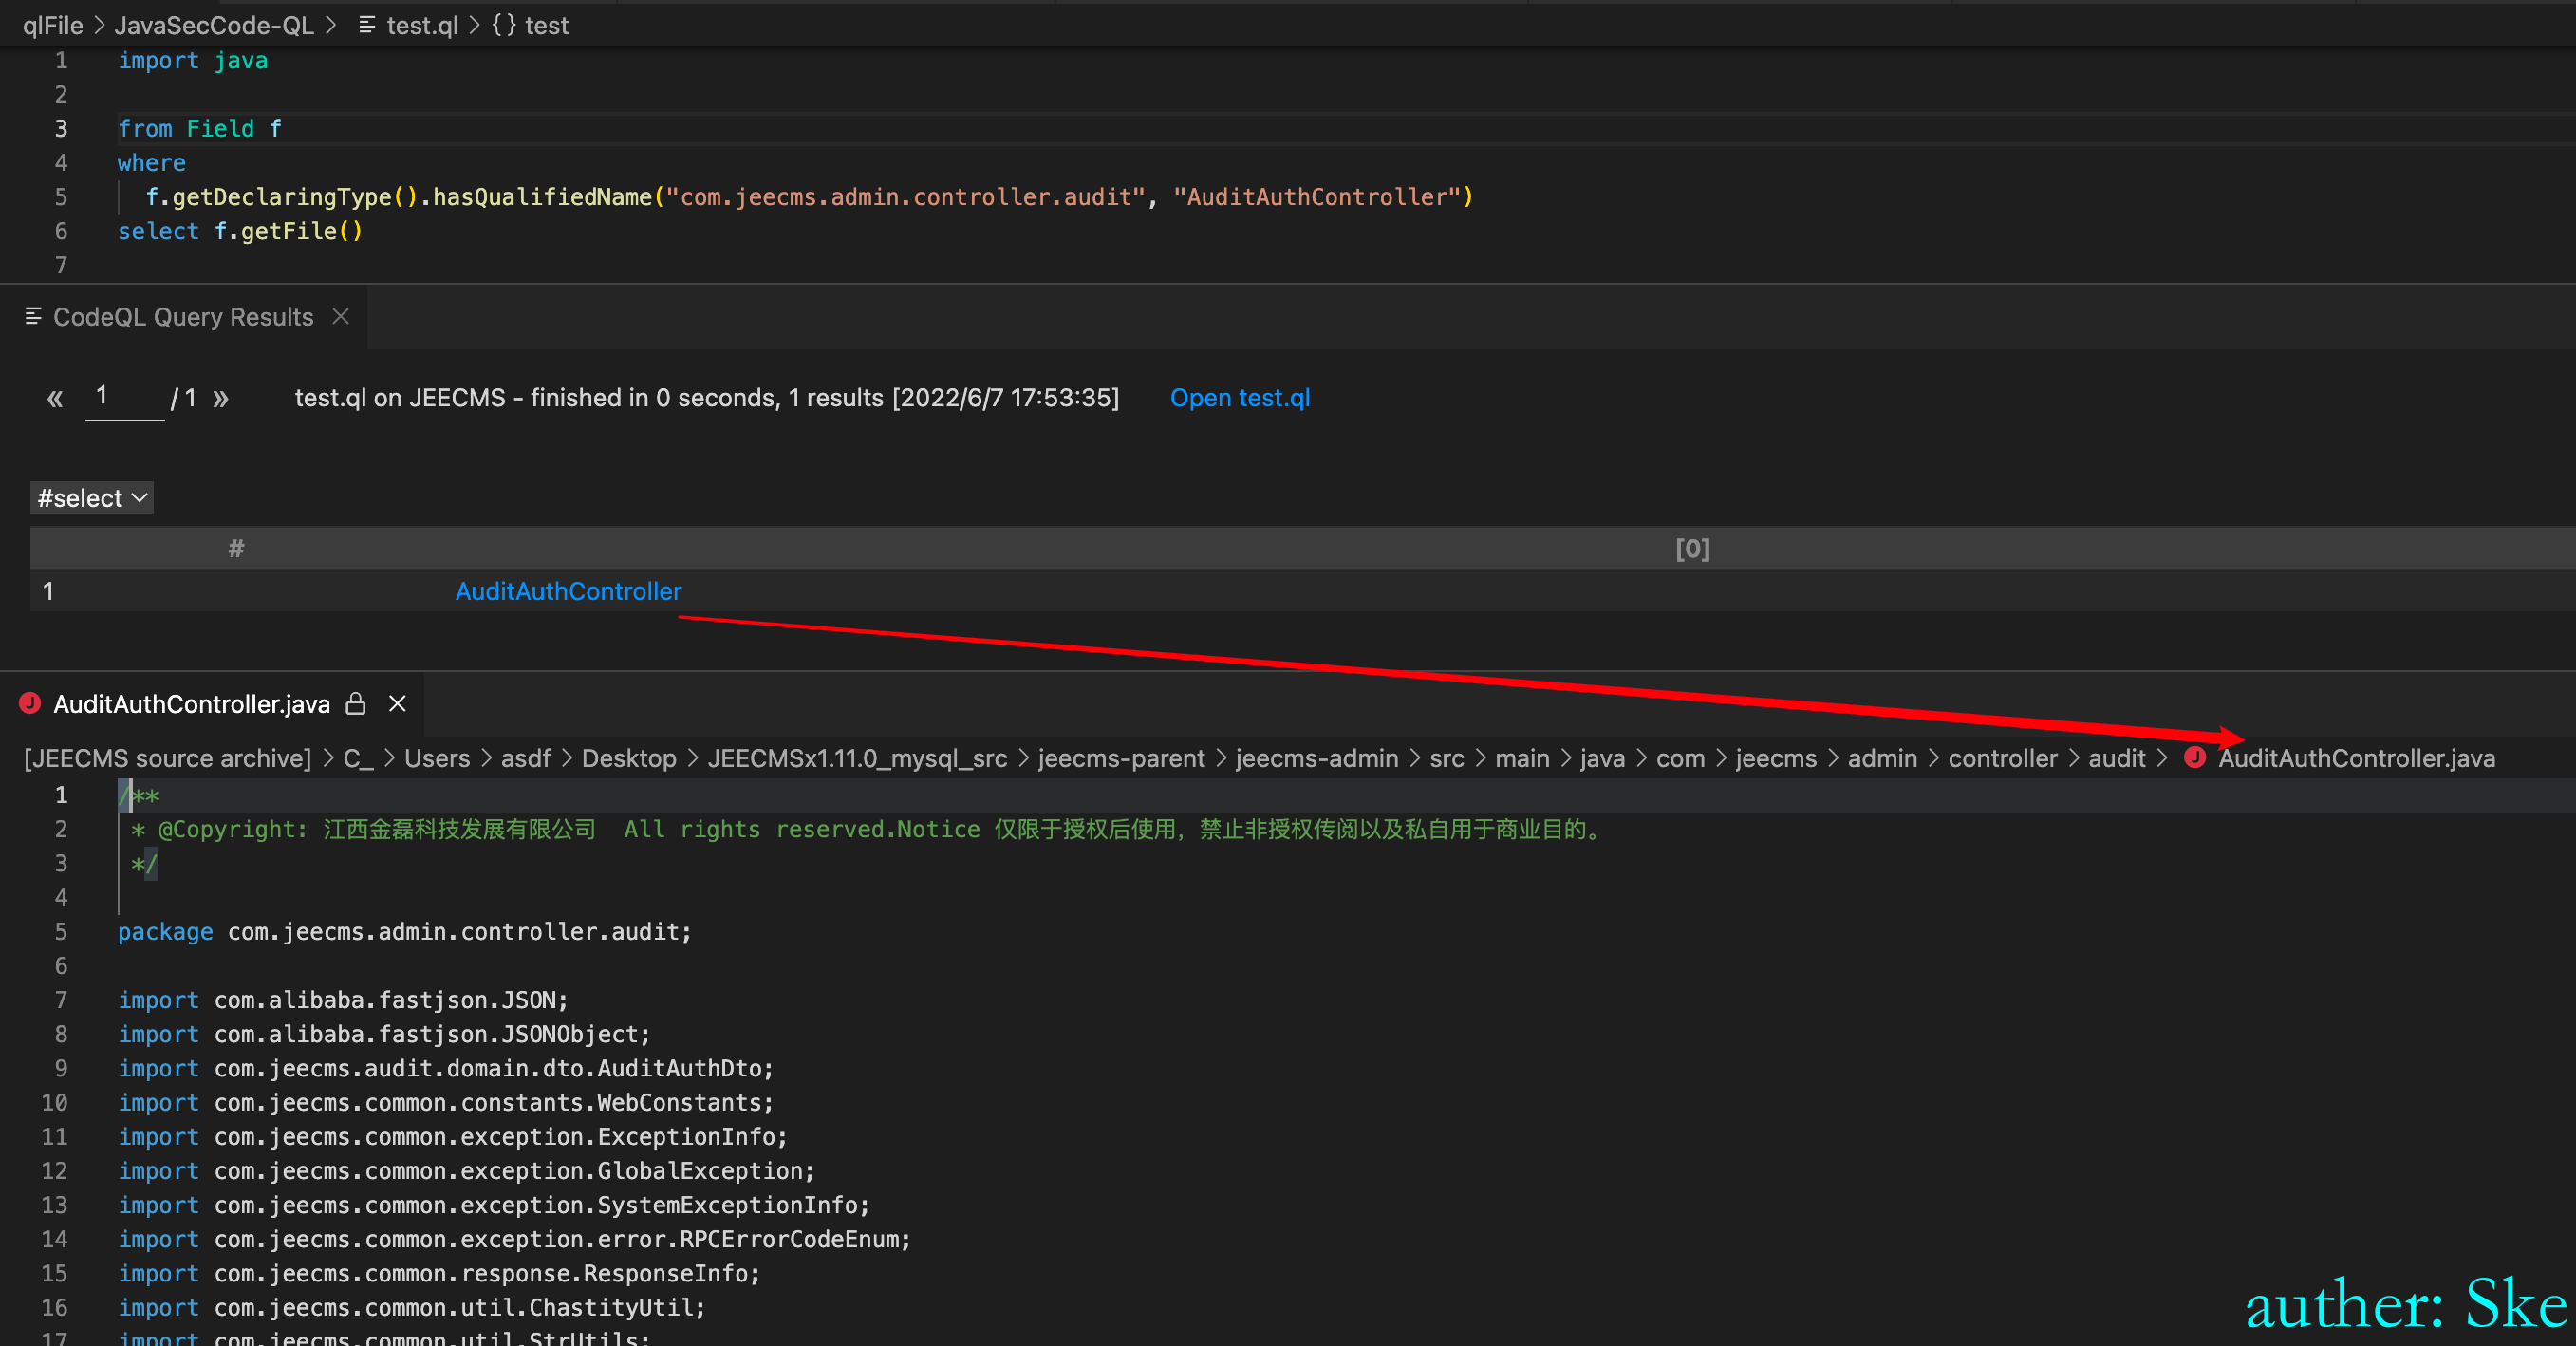 qlFile > JavaSecCode-QL > test.ql > {} test
1 import java
2
3 from Field f
4 where
5 f.getDeclaringType().hasQualifiedName("com.jeecms.admin.controller.audit", "AuditAuthController")
6 select f.getFile()
7
CodeQL Query Results
« 1 / 1 » test.ql on JEECMS - finished in 0 seconds, 1 results [2022/6/7 17:53:35] Open test.ql
#select
# [0]
1 AuditAuthController
AuditAuthController.java
[JEECMS source archive] > C_ > Users > asdf > Desktop > JEECMSx1.11.0_mysql_src > jeecms-parent > jeecms-admin > src > main > java > com > jeecms > admin > controller > audit > AuditAuthController.java
1 /**
2 * @Copyright: 江西金磊科技发展有限公司 All rights reserved.Notice 仅限于授权后使用，禁止非授权传阅以及私自用于商业目的。
3 */
4
5 package com.jeecms.admin.controller.audit;
6
7 import com.alibaba.fastjson.JSON;
8 import com.alibaba.fastjson.JSONObject;
9 import com.jeecms.audit.domain.dto.AuditAuthDto;
10 import com.jeecms.common.constants.WebConstants;
11 import com.jeecms.common.exception.ExceptionInfo;
12 import com.jeecms.common.exception.GlobalException;
13 import com.jeecms.common.exception.SystemExceptionInfo;
14 import com.jeecms.common.exception.error.RPCErrorCodeEnum;
15 import com.jeecms.common.response.ResponseInfo;
16 import com.jeecms.common.util.ChastityUtil;
17 import com.jeecms.common.util.StrUtils;
auther: Ske